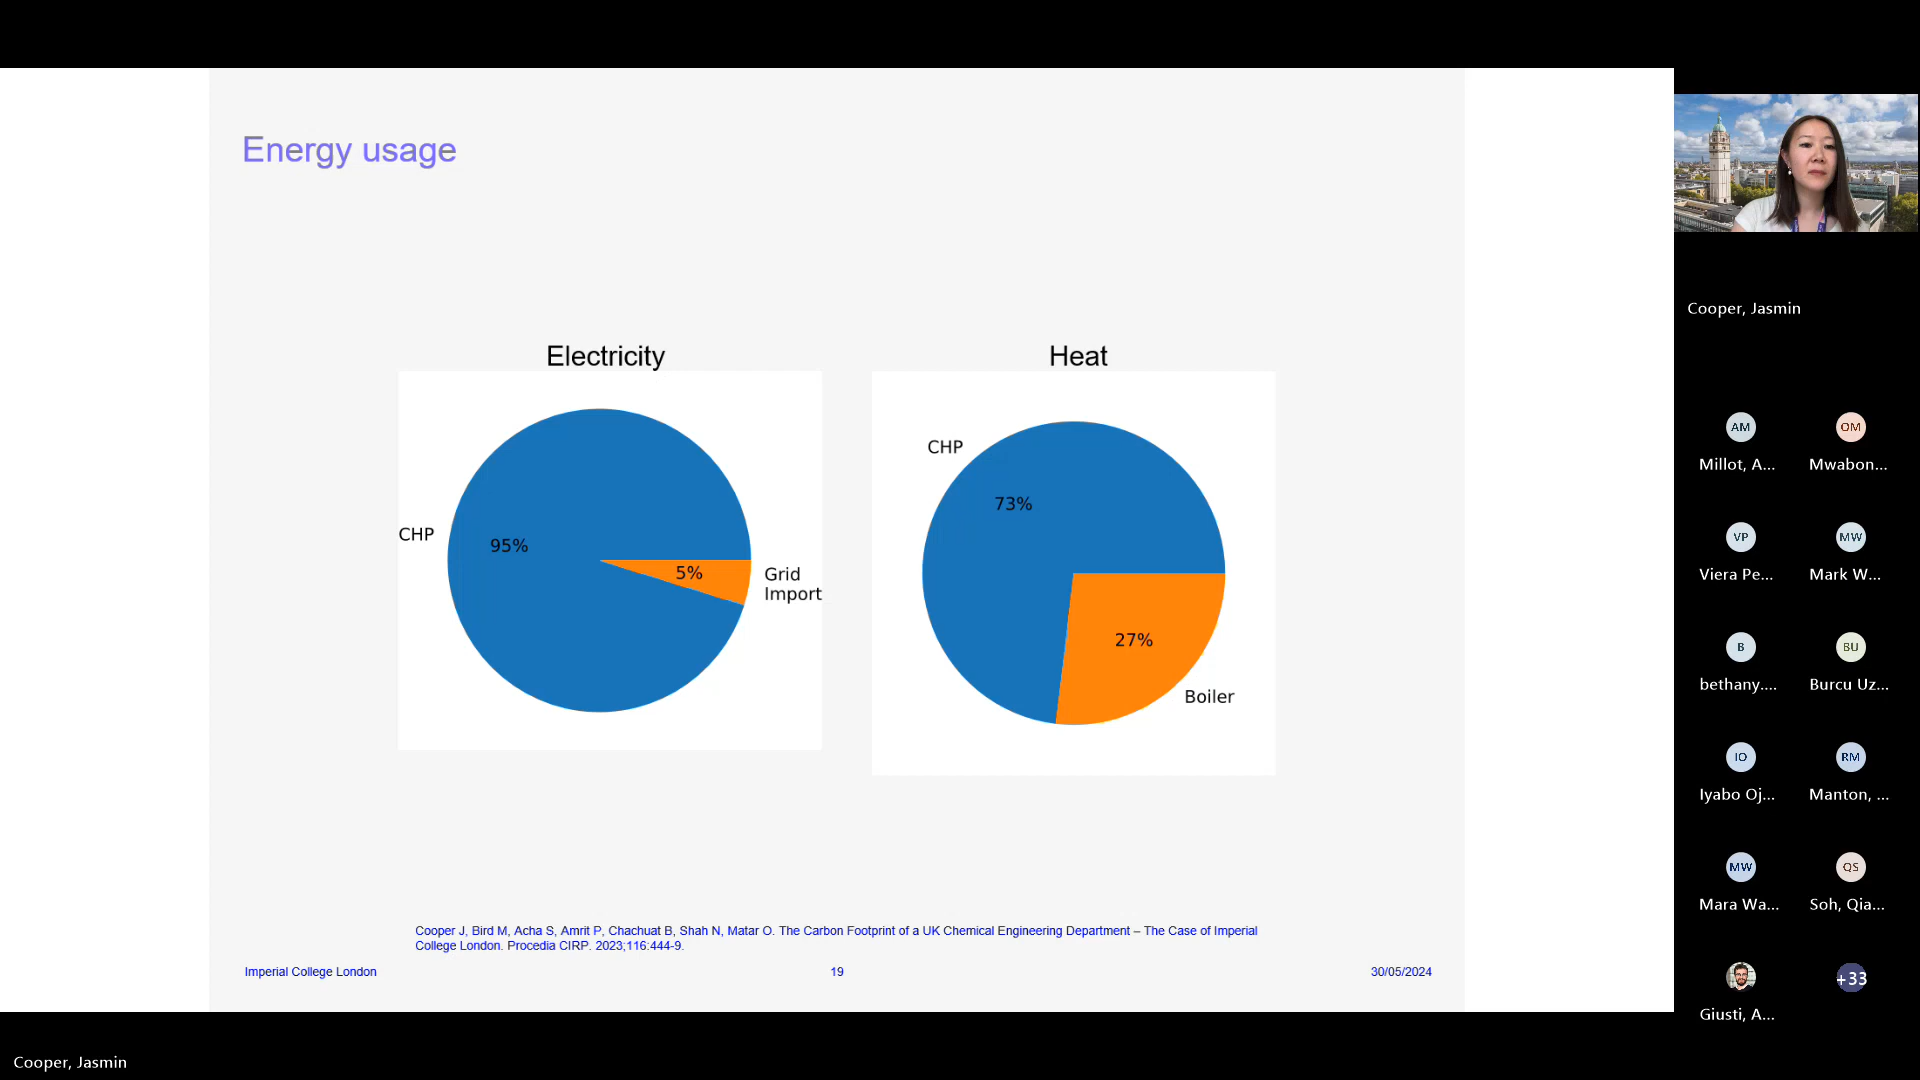 Energy usage
Electricity
CHP
95%
5%
Grid
Import
Heat
CHP
73%
27%
Boiler
Cooper J, Bird M, Acha S, Amrit P, Chachuat B, Shah N, Matar O. The Carbon Footprint of a UK Chemical Engineering Department – The Case of Imperial
College London. Procedia CIRP. 2023;116:444-9.
Imperial College London
19
30/05/2024
Cooper, Jasmin
AM
OM
Millot, A...
Mwabon...
VP
MW
Viera Pe...
Mark W...
B
BU
bethany....
Burcu Uz...
IO
RM
Iyabo Oj...
Manton, ...
MW
QS
Mara Wa...
Soh, Qia...
+33
Giusti, A...
Cooper, Jasmin